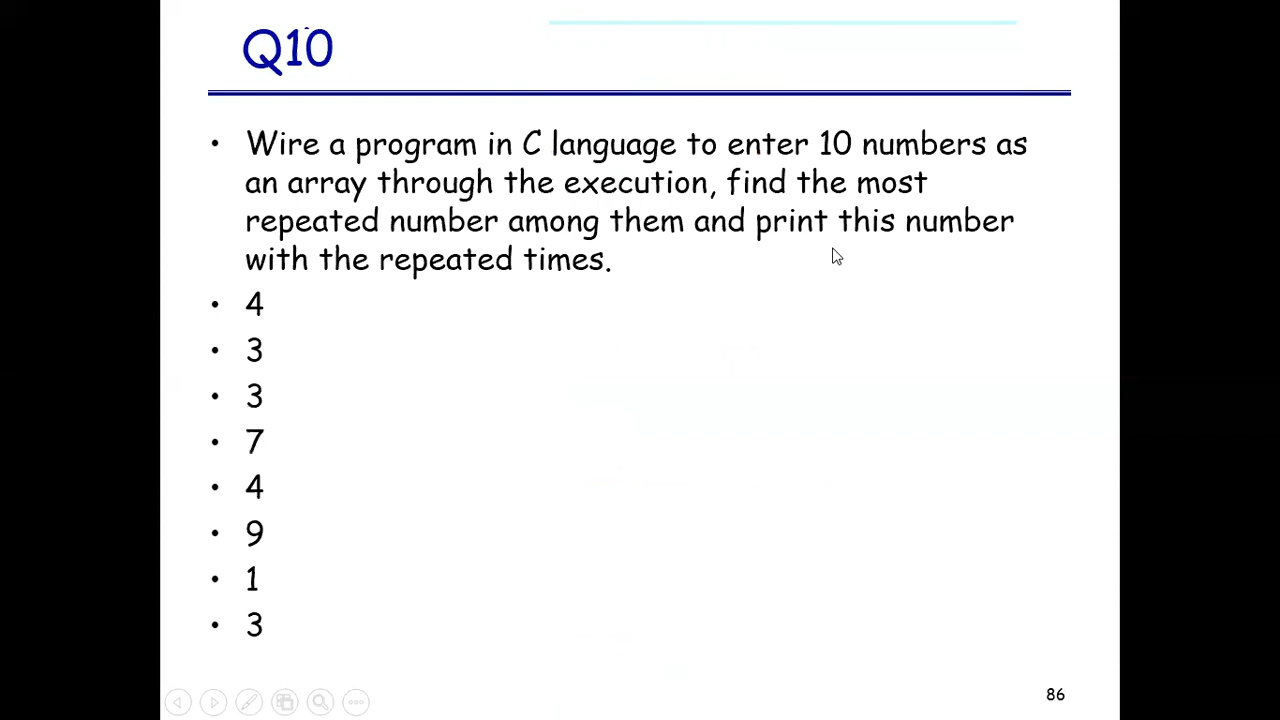 Q10
• Wire a program in C language to enter 10 numbers as
an array through the execution, find the most
repeated number among them and print this number
with the repeated times.
• 4
• 3
• 3
• 7
• 4
• 9
• 1
• 3
86